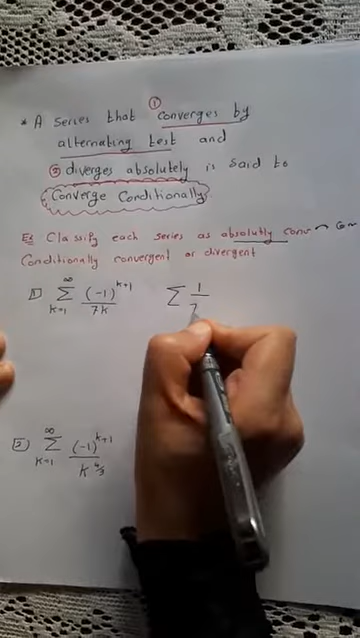 * A series that ① converges by
alternating test and
② diverges absolutely is said to
Converge Conditionally
Ex Classify each series as absolutly conv
Conditionally convergent or divergent
1 ∞ Σ k=1 (-1)^{k+1} / 7k Σ 1/7
2 ∞ Σ k=1 (-1)^{k+1} / k^{4/3}